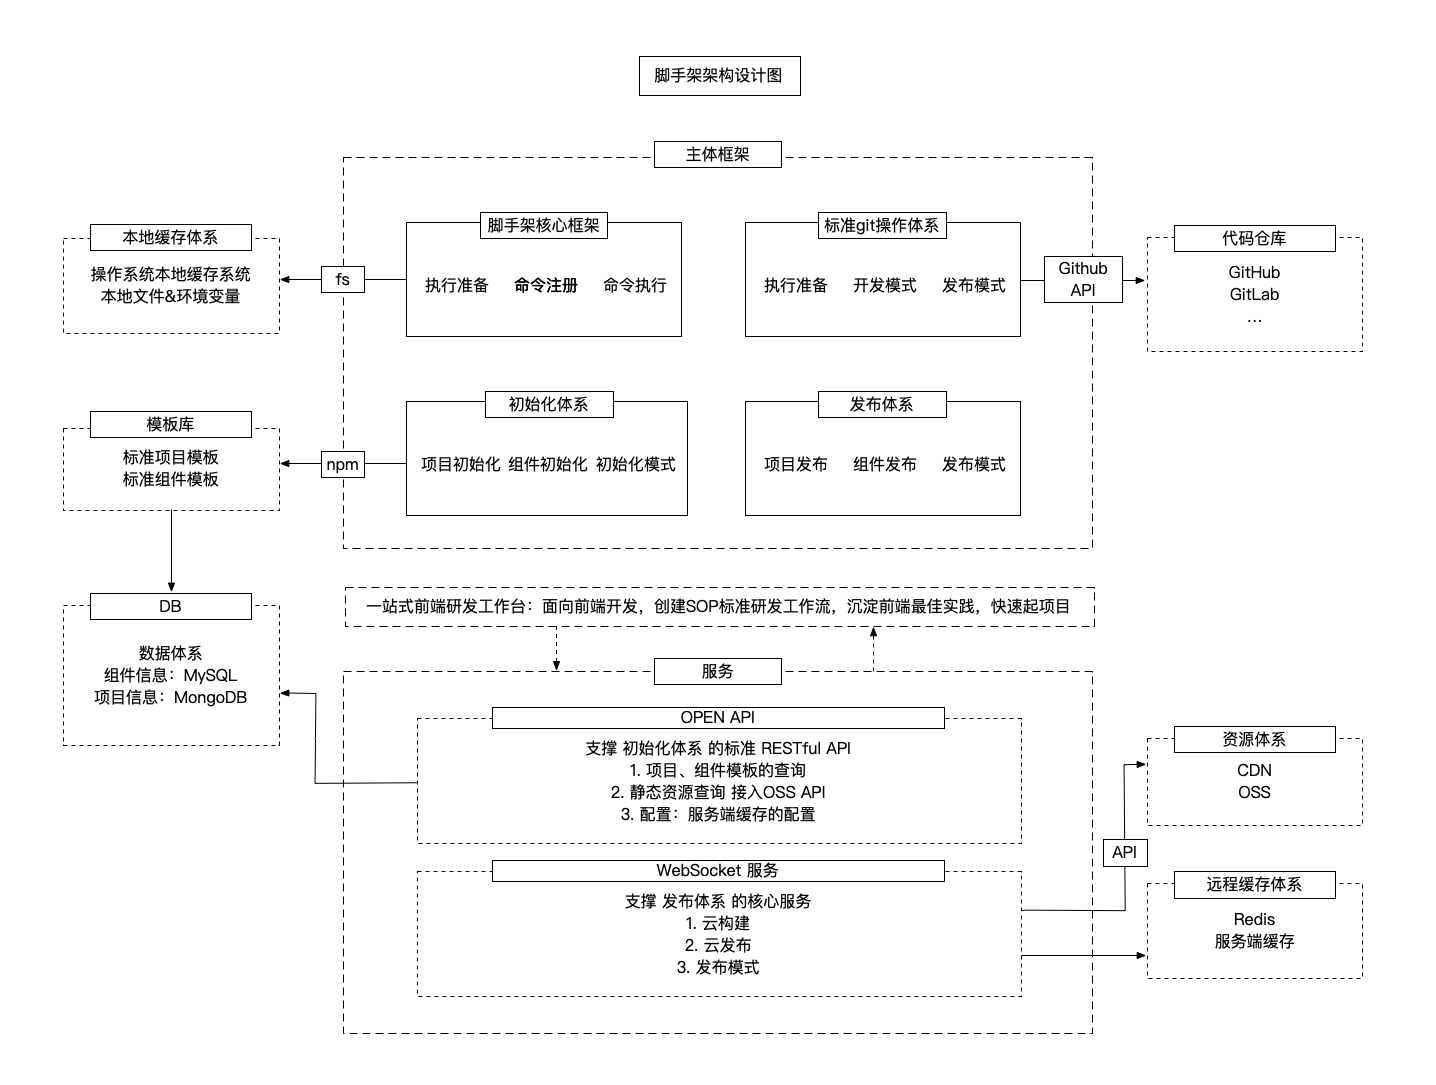 脚手架架构设计图
主体框架
脚手架核心框架
执行准备 命令注册 命令执行
标准git操作体系
执行准备 开发模式 发布模式
本地缓存体系
操作系统本地缓存系统
本地文件&环境变量
fs
Github
API
代码仓库
GitHub
GitLab
...
初始化体系
项目初始化 组件初始化 初始化模式
发布体系
项目发布 组件发布 发布模式
模板库
标准项目模板
标准组件模板
npm
DB
数据体系
组件信息：MySQL
项目信息：MongoDB
一站式前端研发工作台：面向前端开发，创建SOP标准研发工作流，沉淀前端最佳实践，快速起项目
服务
OPEN API
支撑 初始化体系 的标准 RESTful API
1. 项目、组件模板的查询
2. 静态资源查询 接入OSS API
3. 配置：服务端缓存的配置
WebSocket 服务
支撑 发布体系 的核心服务
1. 云构建
2. 云发布
3. 发布模式
资源体系
CDN
OSS
API
远程缓存体系
Redis
服务端缓存